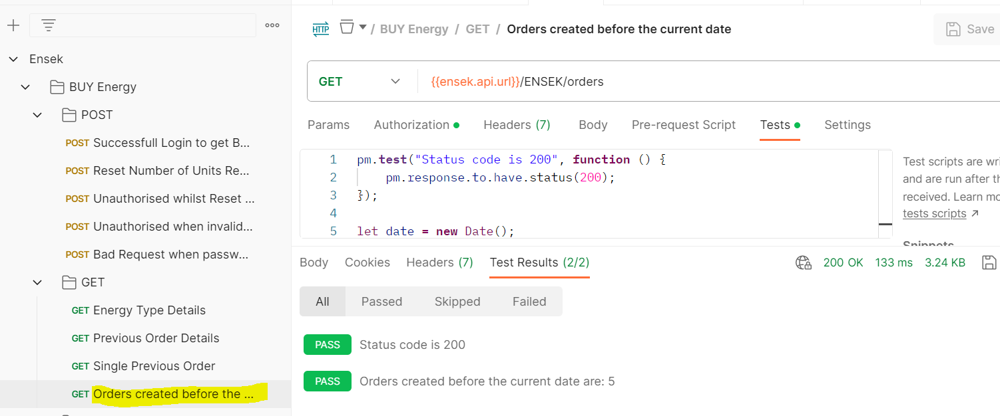 Ensek
BUY Energy
POST
POST Successfull Login to get B...
POST Reset Number of Units Re...
POST Unauthorised whilst Reset ...
POST Unauthorised when invalid...
POST Bad Request when passw...
GET
GET Energy Type Details
GET Previous Order Details
GET Single Previous Order
GET Orders created before the ...
HTTP / BUY Energy / GET / Orders created before the current date
Save
GET {{ensek.api.url}}/ENSEK/orders
Params Authorization Headers (7) Body Pre-request Script Tests Settings
1 pm.test("Status code is 200", function () {
2 pm.response.to.have.status(200);
3 });
4
5 let date = new Date();
Test scripts are wri
and are run after th
received. Learn mo
tests scripts ↗
Snippets
Body Cookies Headers (7) Test Results (2/2) 200 OK 133 ms 3.24 KB
All Passed Skipped Failed
PASS Status code is 200
PASS Orders created before the current date are: 5